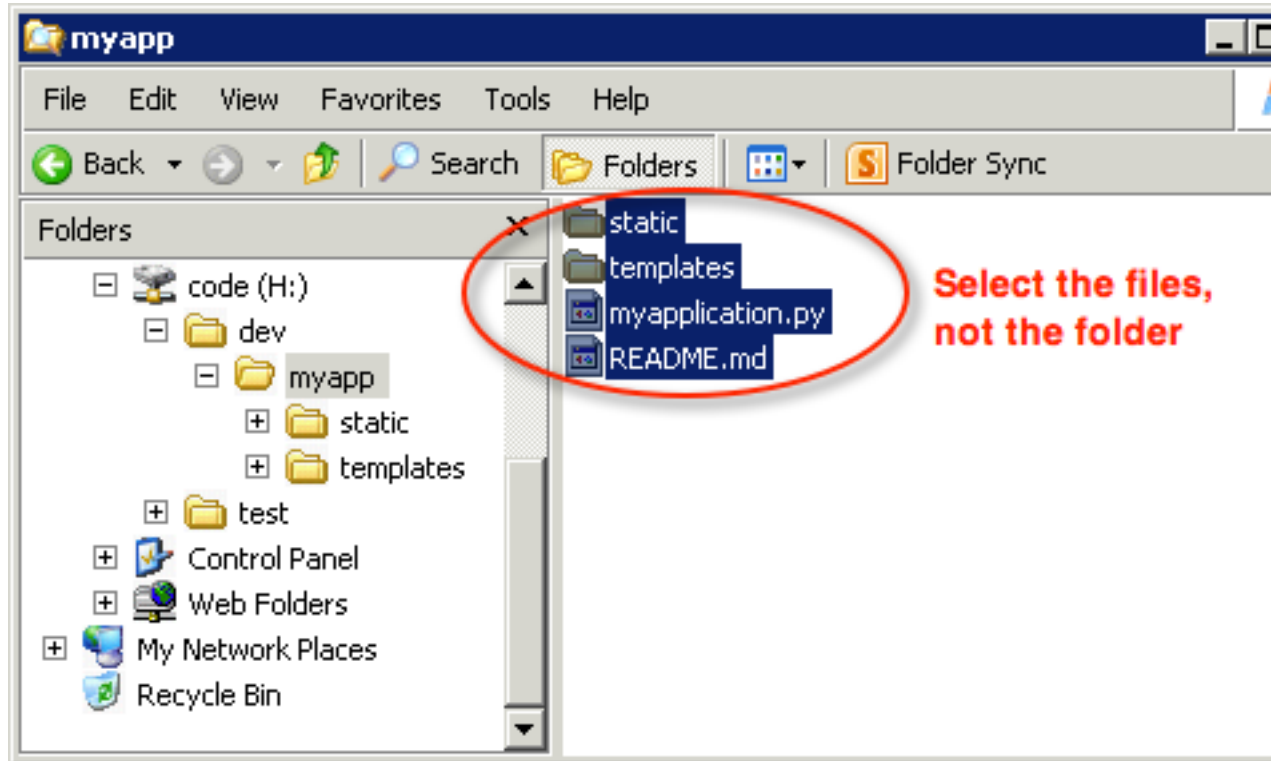 myapp
File Edit View Favorites Tools Help
Back Search Folders Folder Sync
Folders
code (H:)
dev
myapp
static
templates
test
Control Panel
Web Folders
My Network Places
Recycle Bin
static
templates
myapplication.py
README.md
Select the files,
not the folder